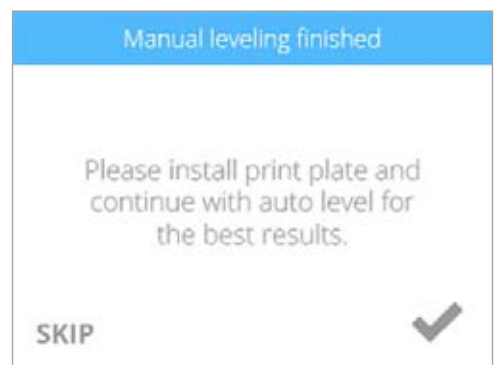 Manual leveling finished
Please install print plate and
continue with auto level for
the best results.
SKIP